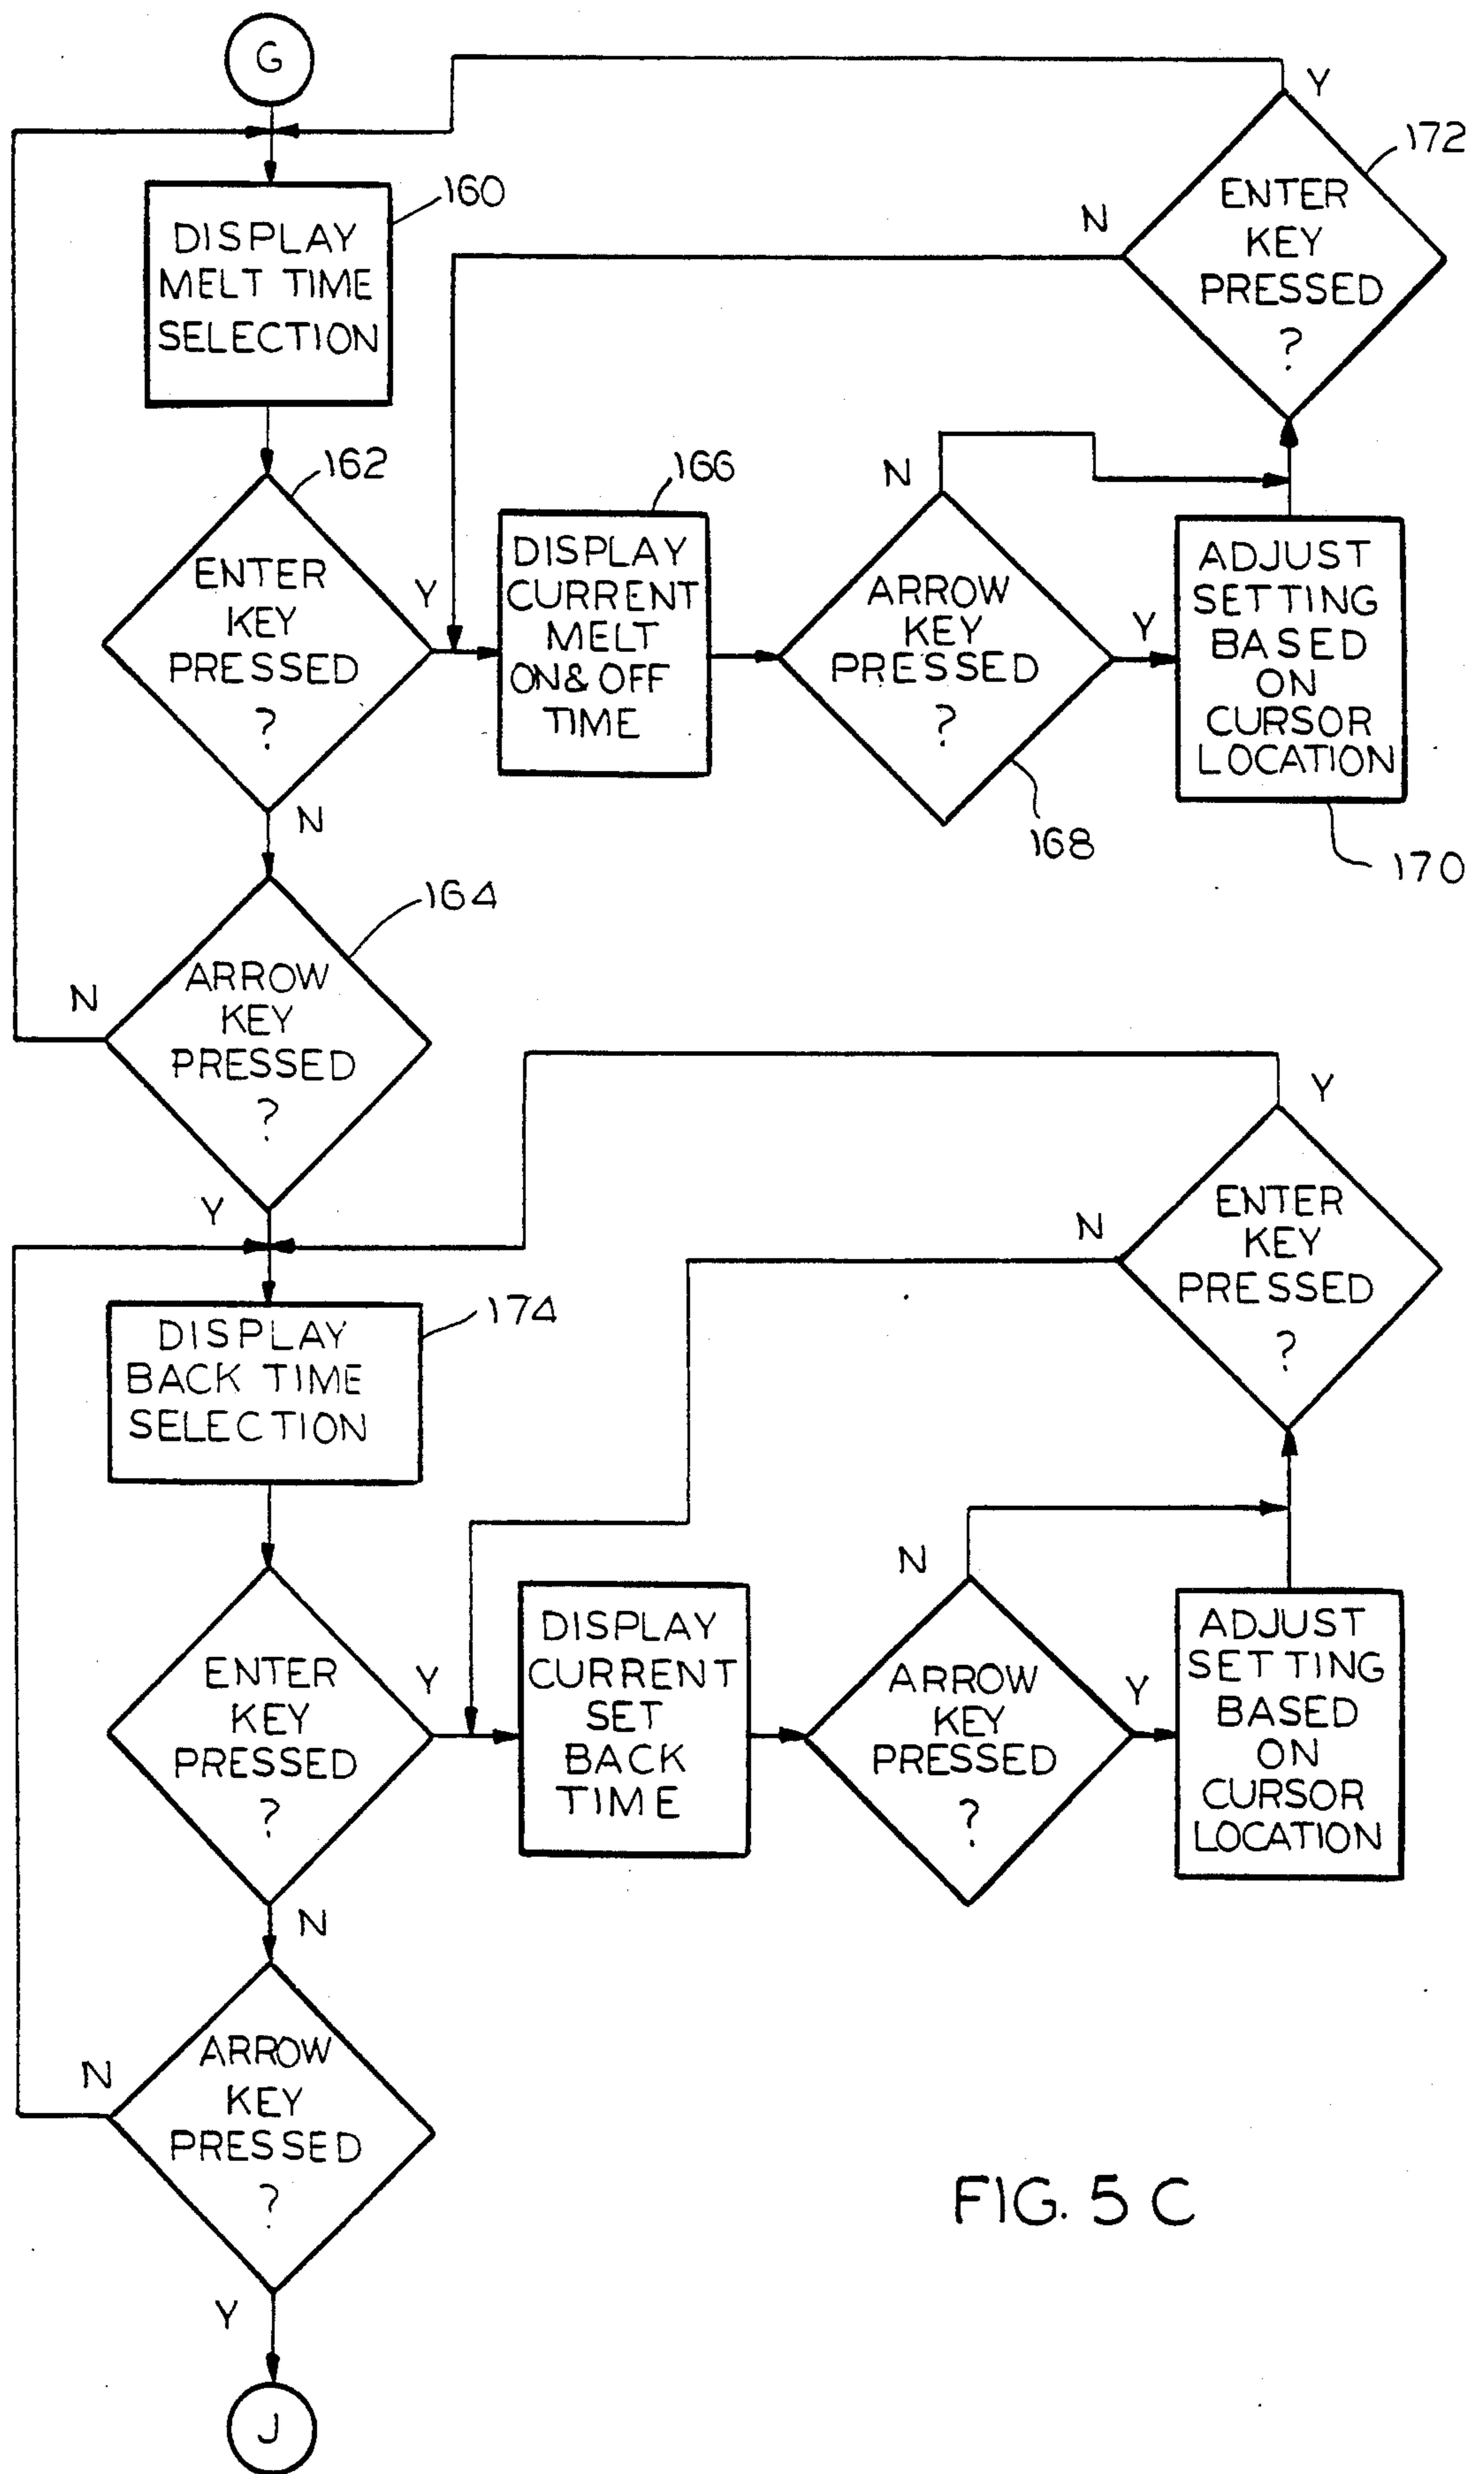 G
Y
172
ENTER
KEY
PRESSED
?
N
160
DISPLAY
MELT TIME
SELECTION
162
ENTER
KEY
PRESSED
?
Y
N
166
DISPLAY
CURRENT
MELT
ON & OFF
TIME
N
ARROW
KEY
PRESSED
?
Y
168
ADJUST
SETTING
BASED
ON
CURSOR
LOCATION
170
164
ARROW
KEY
PRESSED
?
N
Y
Y
ENTER
KEY
PRESSED
?
N
174
DISPLAY
BACK TIME
SELECTION
ENTER
KEY
PRESSED
?
Y
N
DISPLAY
CURRENT
SET
BACK
TIME
N
ARROW
KEY
PRESSED
?
Y
ADJUST
SETTING
BASED
ON
CURSOR
LOCATION
ARROW
KEY
PRESSED
?
N
Y
J
FIG. 5 C